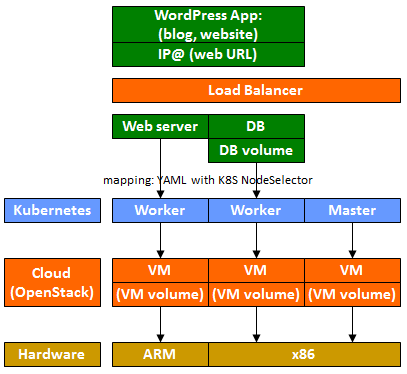 WordPress App:
(blog, website)
IP@ (web URL)
Load Balancer
Web server DB
DB volume
mapping: YAML with K8S NodeSelector
Kubernetes Worker Worker Master
Cloud (OpenStack)
VM VM VM
(VM volume) (VM volume) (VM volume)
Hardware ARM x86